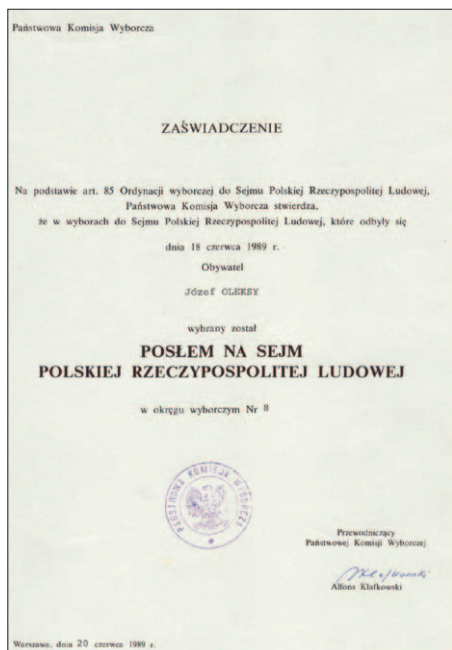 Państwowa Komisja Wyborcza
ZAŚWIADCZENIE
Na podstawie art. 85 Ordynacji wyborczej do Sejmu Polskiej Rzeczypospolitej Ludowej,
Państwowa Komisja Wyborcza stwierdza,
że w wyborach do Sejmu Polskiej Rzeczypospolitej Ludowej, które odbyły się
dnia 18 czerwca 1989 r.
Obywatel
Józef OLEKSY
wybrany został
POSŁEM NA SEJM
POLSKIEJ RZECZYPOSPOLITEJ LUDOWEJ
w okręgu wyborczym Nr 8
PAŃSTWOWA KOMISJA WYBORCZA
Przewodniczący
Państwowej Komisji Wyborczej
AKlafkowski
Alfons Klafkowski
Warszawa, dnia 20 czerwca 1989 r.